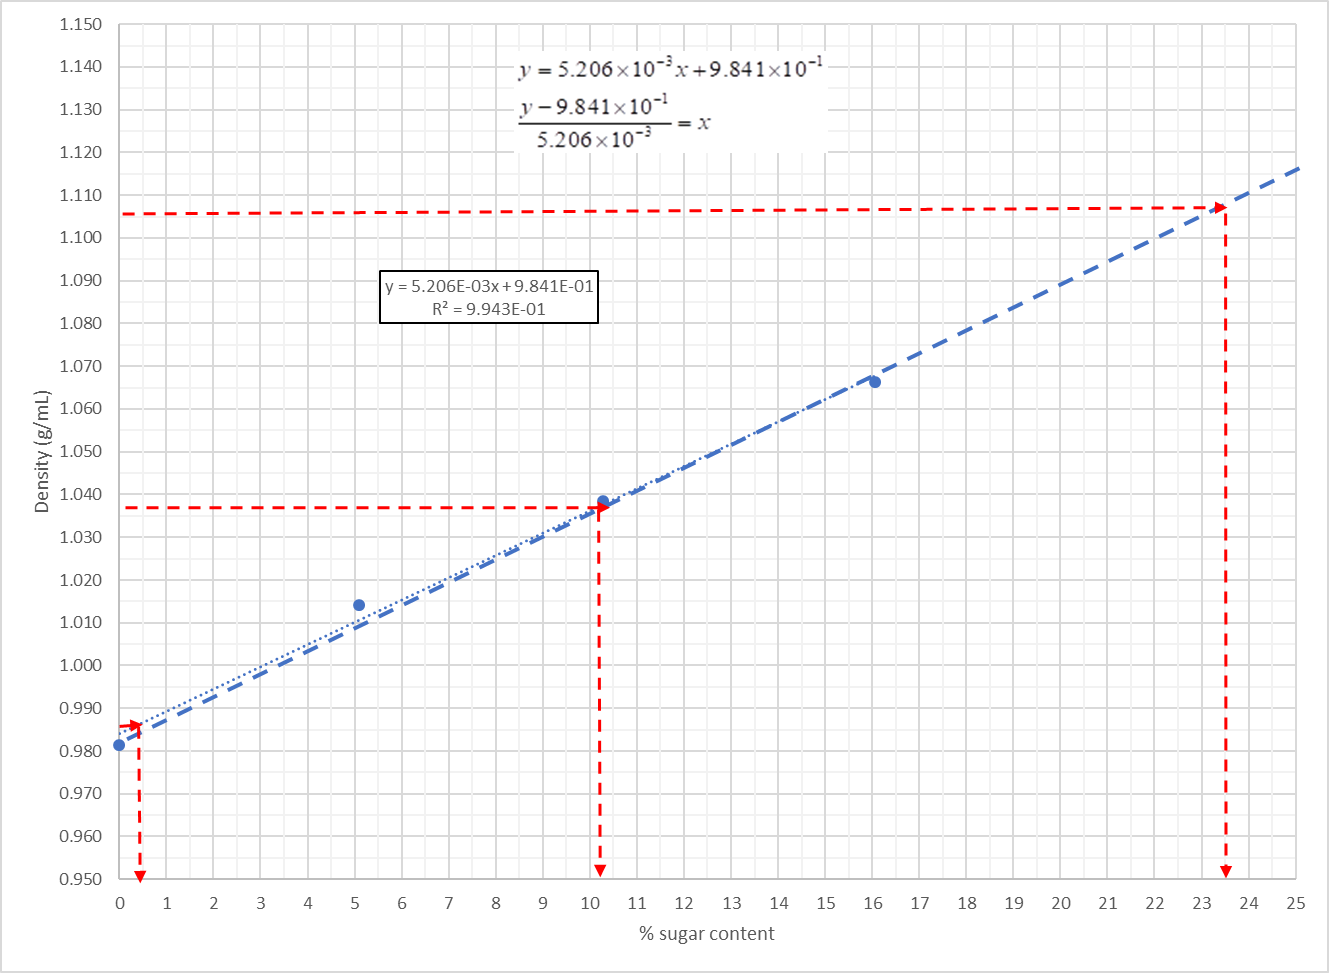 1.150
1.140
1.130
1.120
1.110
1.100
1.090
1.080
1.070
1.060
1.050
1.040
1.030
1.020
1.010
1.000
0.990
0.980
0.970
0.960
0.950
Density (g/mL)
y = 5.206×10⁻³x + 9.841×10⁻¹
y − 9.841×10⁻¹
5.206×10⁻³
= x
y = 5.206E-03x + 9.841E-01
R² = 9.943E-01
0 1 2 3 4 5 6 7 8 9 10 11 12 13 14 15 16 17 18 19 20 21 22 23 24 25
% sugar content